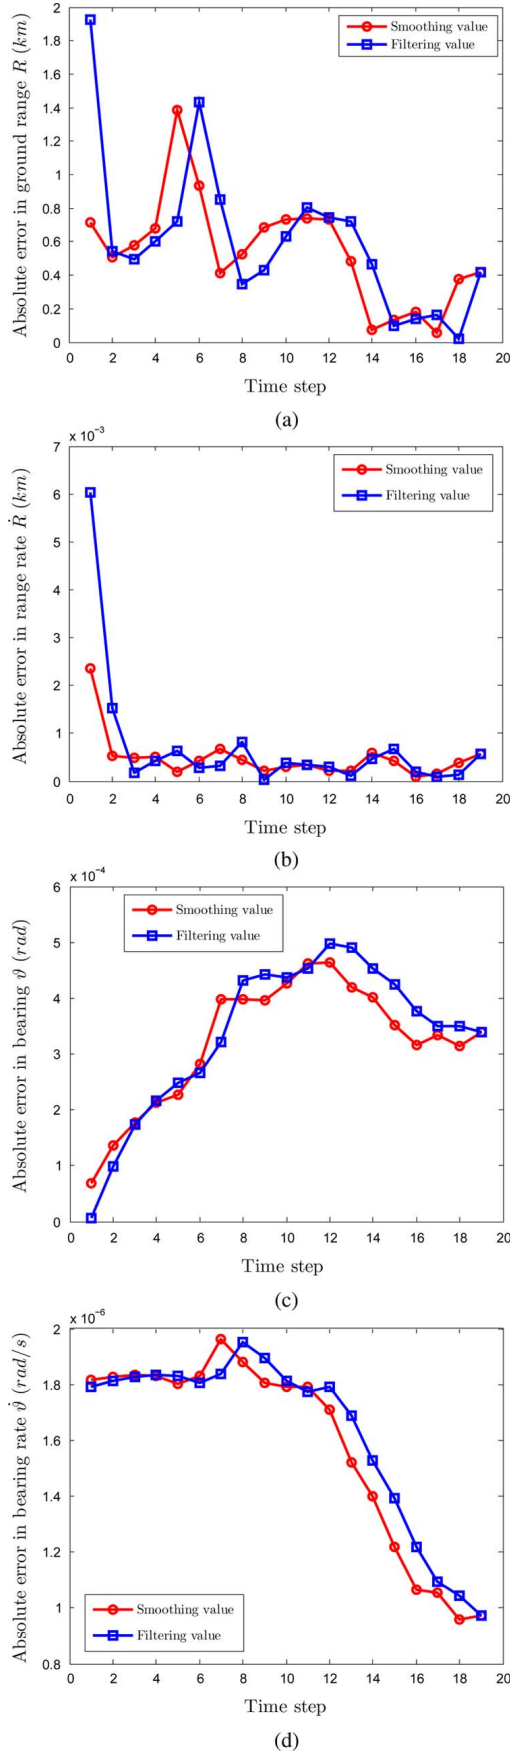 Absolute error in ground range R (km)
2
1.8
1.6
1.4
1.2
1
0.8
0.6
0.4
0.2
0
Smoothing value
Filtering value
0 2 4 6 8 10 12 14 16 18 20
Time step
(a)
x 10⁻³
Absolute error in range rate Ṙ (km)
7
6
5
4
3
2
1
0
Smoothing value
Filtering value
0 2 4 6 8 10 12 14 16 18 20
Time step
(b)
x 10⁻⁴
Absolute error in bearing ϑ (rad)
6
5
4
3
2
1
0
Smoothing value
Filtering value
0 2 4 6 8 10 12 14 16 18 20
Time step
(c)
x 10⁻⁶
Absolute error in bearing rate ϑ̇ (rad/s)
2
1.8
1.6
1.4
1.2
1
0.8
Smoothing value
Filtering value
0 2 4 6 8 10 12 14 16 18 20
Time step
(d)